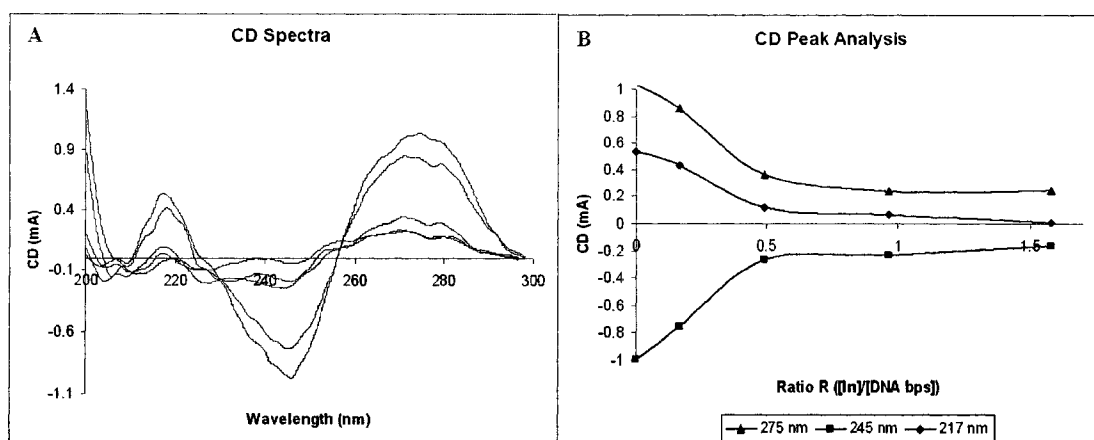 A
CD Spectra
1.4
0.9
0.4
-0.1
-0.6
-1.1
CD (mA)
200
220
240
260
280
300
Wavelength (nm)
B
CD Peak Analysis
1
0.8
0.6
0.4
0.2
0
-0.2
-0.4
-0.6
-0.8
-1
CD (mA)
0
0.5
1
1.5
Ratio R ([In]/[DNA bps])
275 nm
245 nm
217 nm